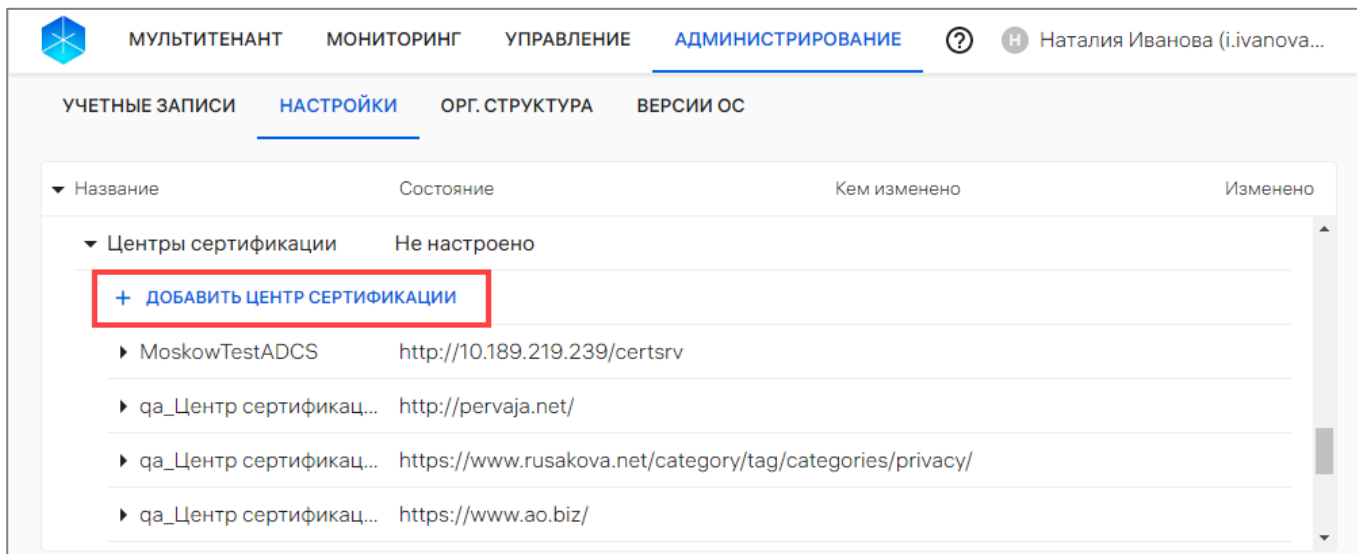 МУЛЬТИТЕНАНТ МОНИТОРИНГ УПРАВЛЕНИЕ АДМИНИСТРИРОВАНИЕ ? Н Наталия Иванова (i.ivanova...
УЧЕТНЫЕ ЗАПИСИ НАСТРОЙКИ ОРГ. СТРУКТУРА ВЕРСИИ ОС
Название Состояние Кем изменено Изменено
Центры сертификации Не настроено
+ ДОБАВИТЬ ЦЕНТР СЕРТИФИКАЦИИ
MoskowTestADCS http://10.189.219.239/certsrv
qa_Центр сертификац... http://pervaja.net/
qa_Центр сертификац... https://www.rusakova.net/category/tag/categories/privacy/
qa_Центр сертификац... https://www.ao.biz/